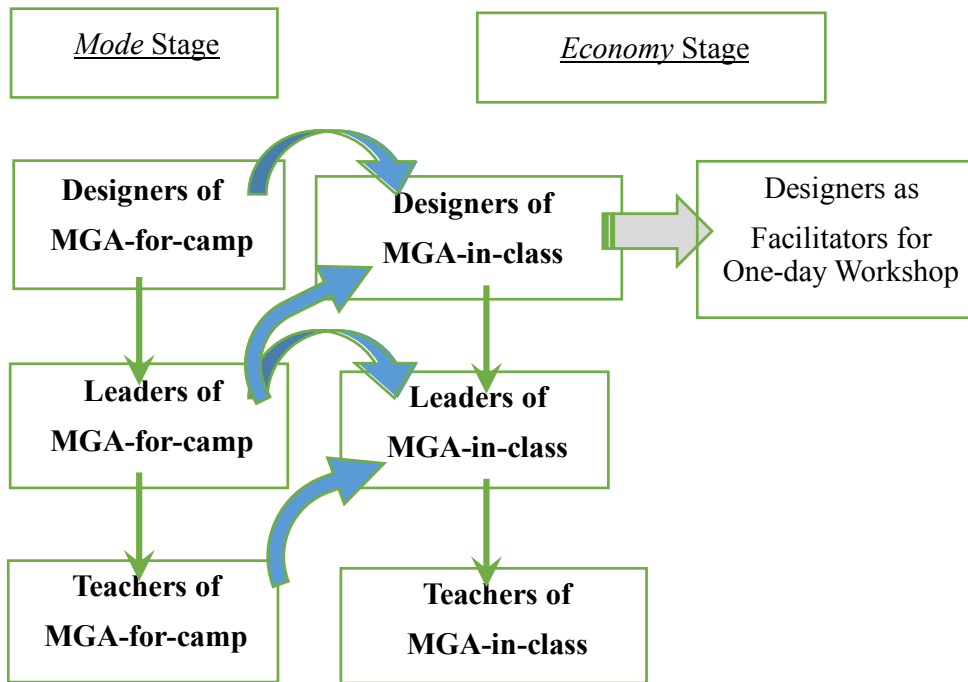 Mode Stage
Economy Stage
Designers of
MGA-for-camp
Designers of
MGA-in-class
Designers as
Facilitators for
One-day Workshop
Leaders of
MGA-for-camp
Leaders of
MGA-in-class
Teachers of
MGA-for-camp
Teachers of
MGA-in-class